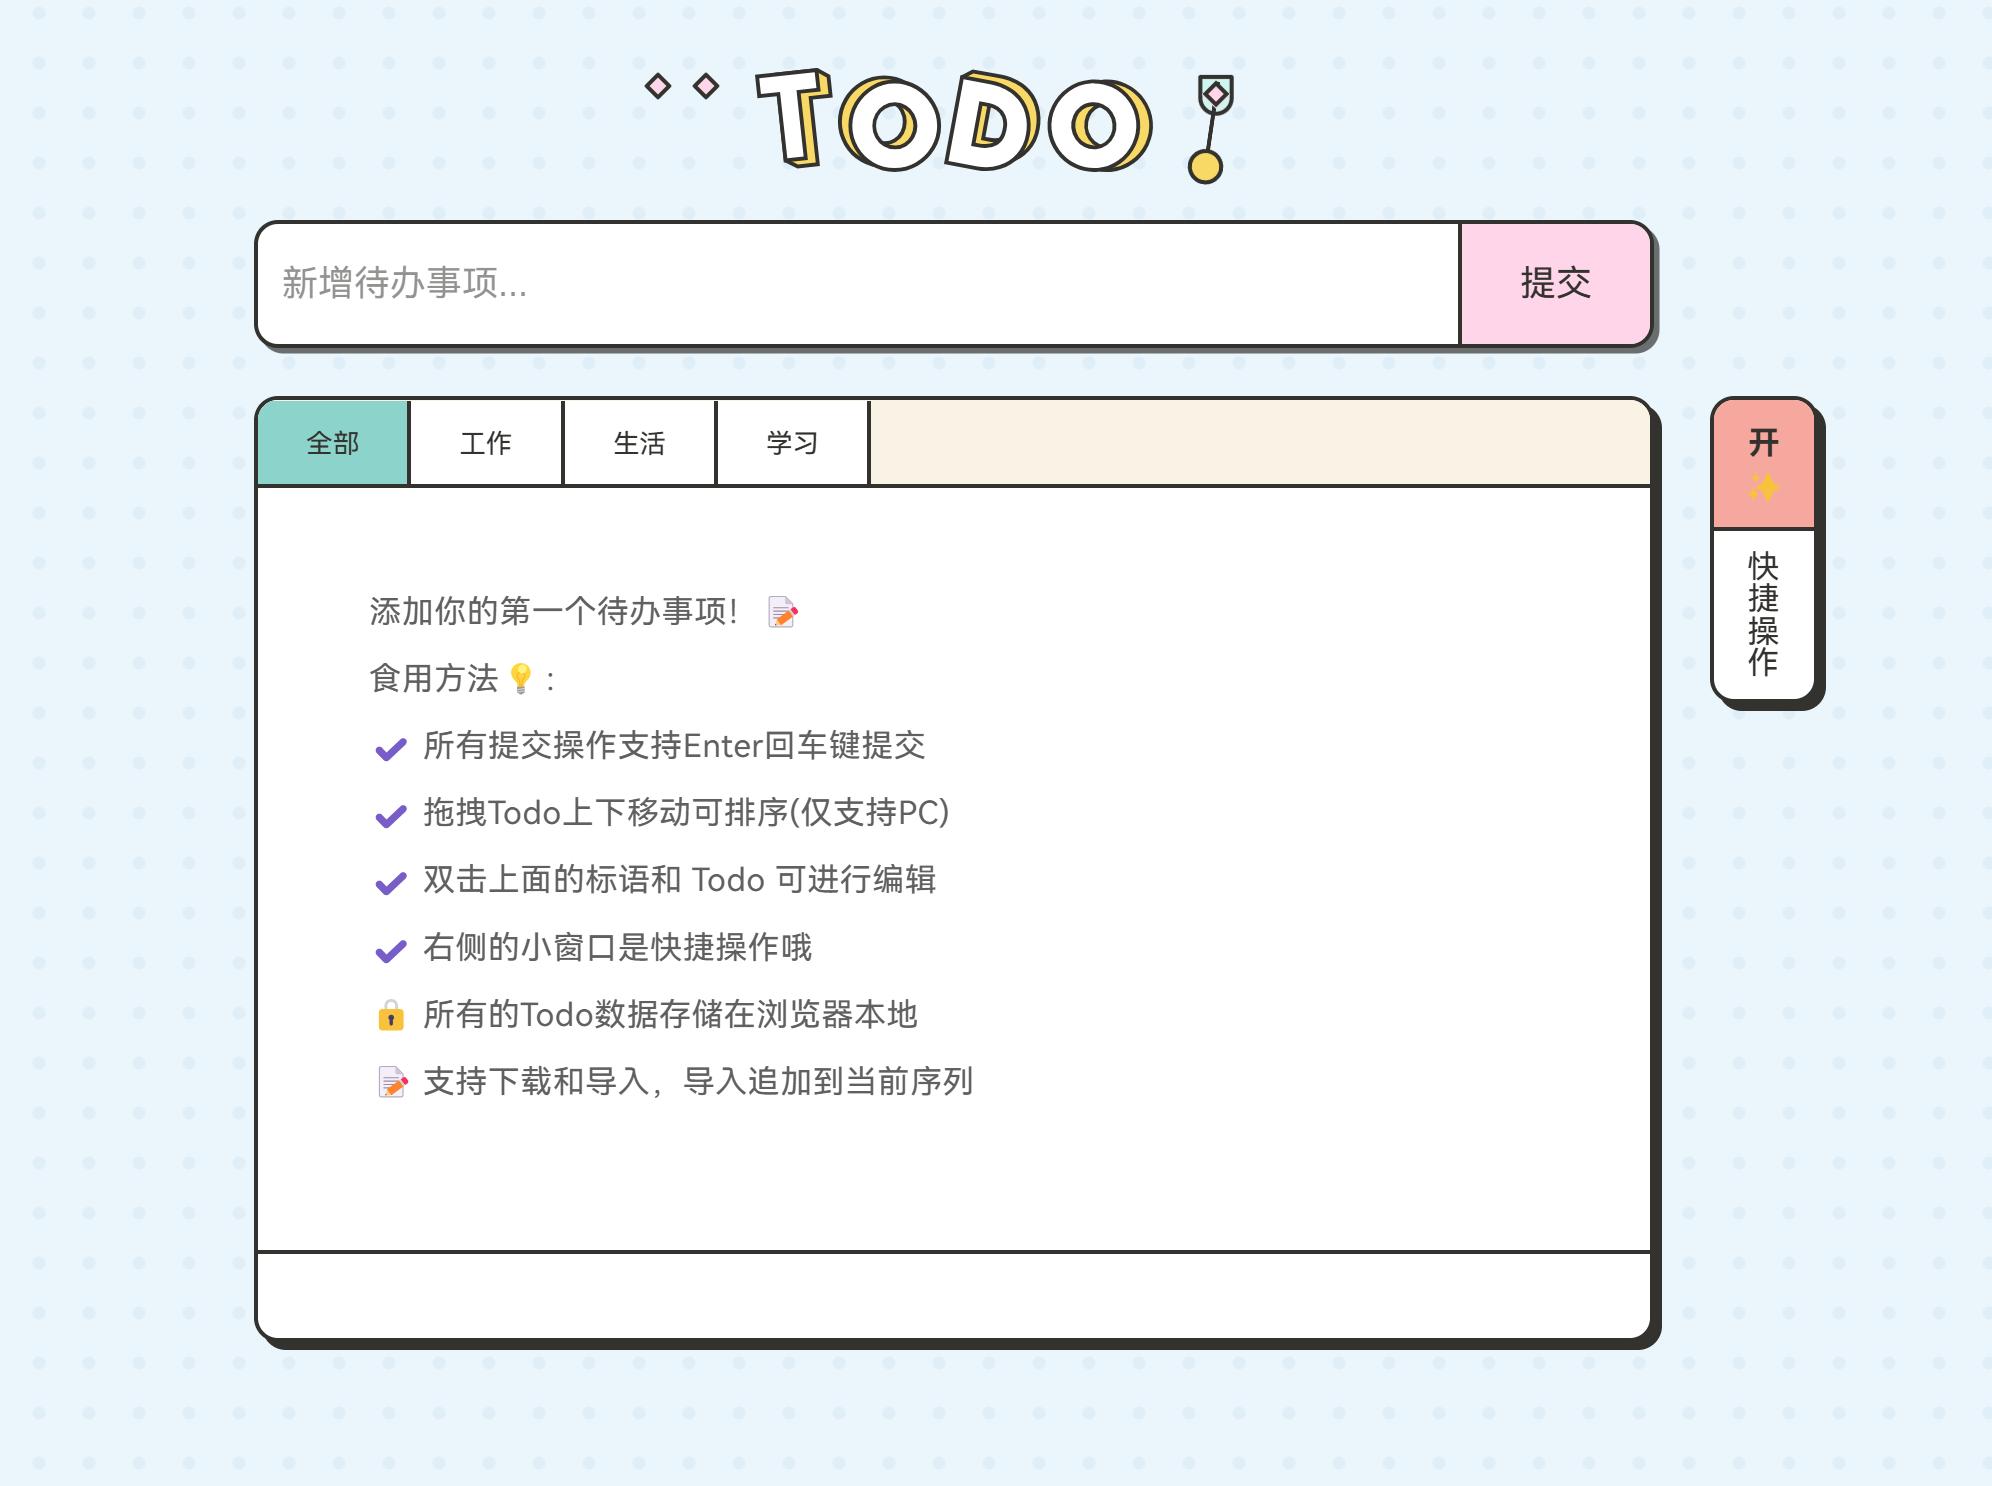 TODO
新增待办事项...
提交
全部
工作
生活
学习
开✨
快捷操作
添加你的第一个待办事项！ 📝
食用方法💡：
✔ 所有提交操作支持Enter回车键提交
✔ 拖拽Todo上下移动可排序(仅支持PC)
✔ 双击上面的标语和 Todo 可进行编辑
✔ 右侧的小窗口是快捷操作哦
🔒 所有的Todo数据存储在浏览器本地
📝 支持下载和导入，导入追加到当前序列